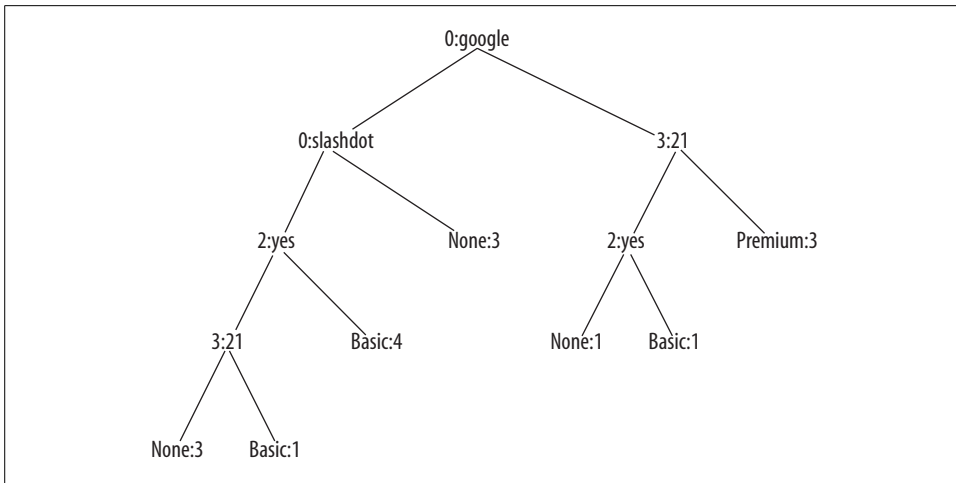 0:google
0:slashdot
3:21
2:yes
None:3
2:yes
Premium:3
3:21
Basic:4
None:1
Basic:1
None:3
Basic:1